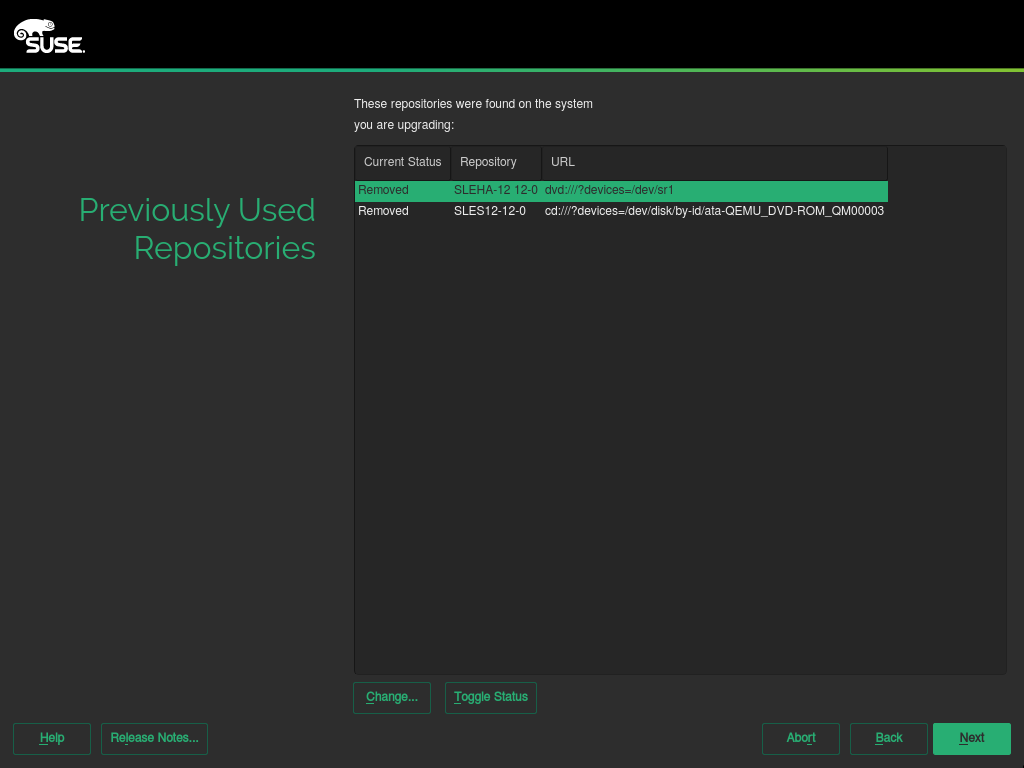 SUSE.
These repositories were found on the system
you are upgrading:
Previously Used
Repositories
Current Status Repository URL
Removed SLEHA-12 12-0 dvd:///?devices=/dev/sr1
Removed SLES12-12-0 cd:///?devices=/dev/disk/by-id/ata-QEMU_DVD-ROM_QM00003
Change... Toggle Status
Help Release Notes... Abort Back Next